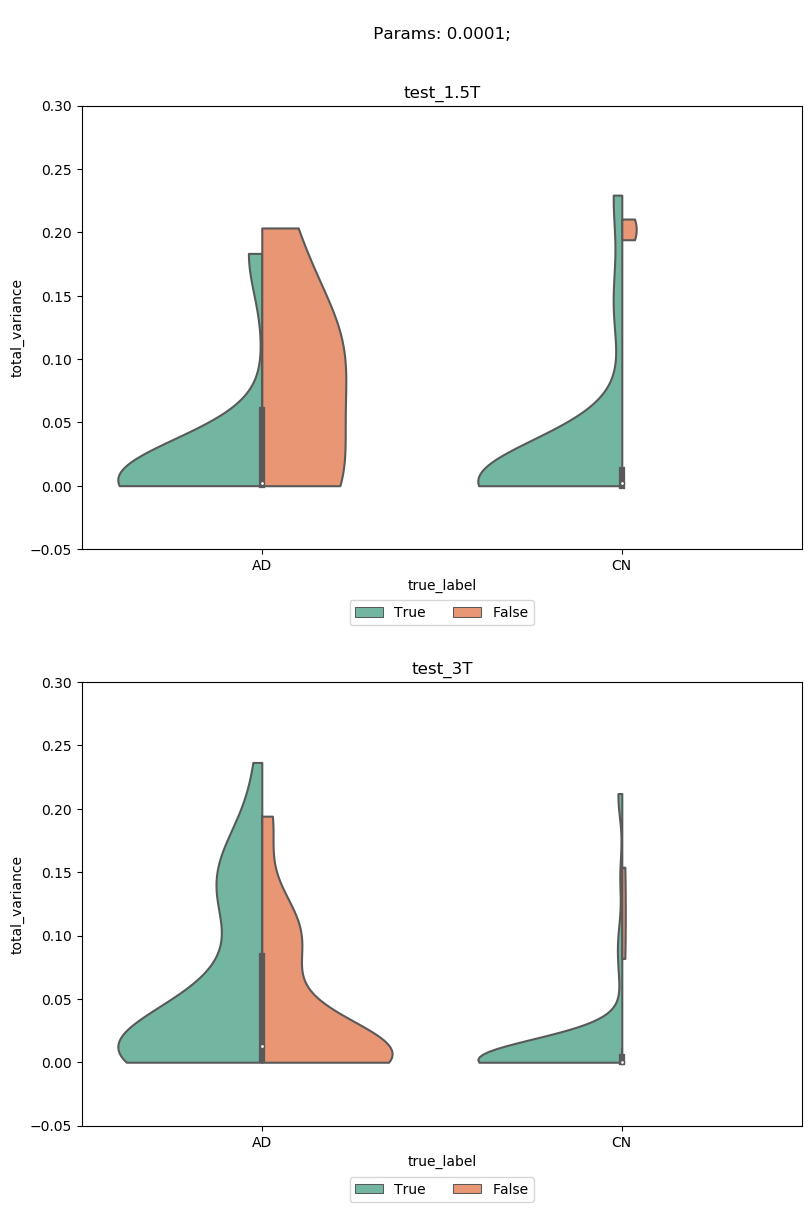 Params: 0.0001;
test_1.5T
0.30
0.25
0.20
0.15
0.10
0.05
0.00
−0.05
total_variance
AD
CN
true_label
True
False
test_3T
0.30
0.25
0.20
0.15
0.10
0.05
0.00
−0.05
total_variance
AD
CN
true_label
True
False